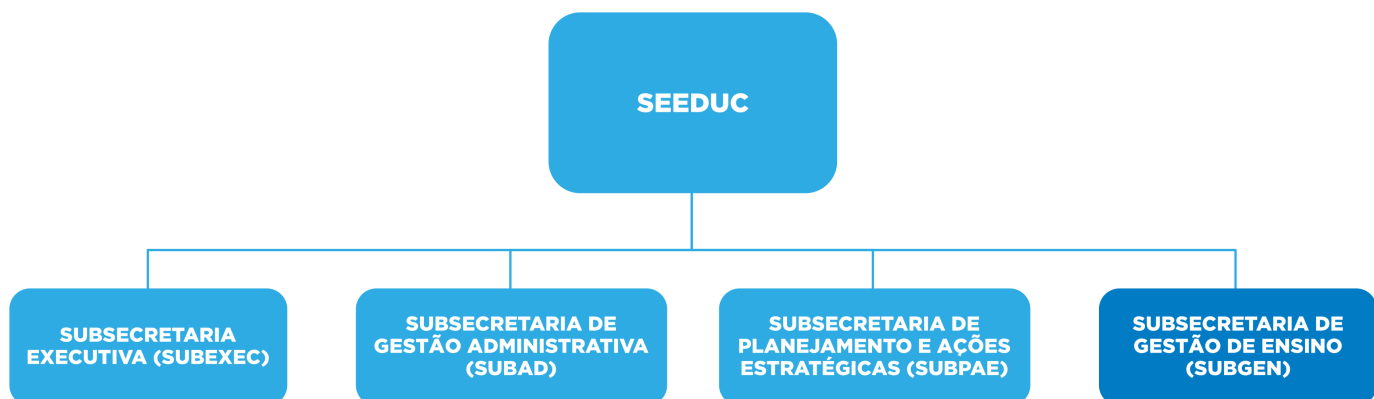 SEEDUC
SUBSECRETARIA
EXECUTIVA (SUBEXEC)
SUBSECRETARIA DE
GESTÃO ADMINISTRATIVA
(SUBAD)
SUBSECRETARIA DE
PLANEJAMENTO E AÇÕES
ESTRATÉGICAS (SUBPAE)
SUBSECRETARIA DE
GESTÃO DE ENSINO
(SUBGEN)